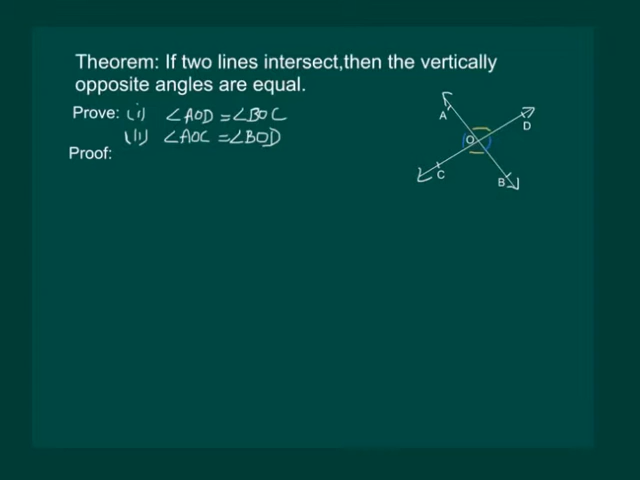 Theorem: If two lines intersect,then the vertically
opposite angles are equal.
Prove: (i) ∠AOD = ∠BOC
(ii) ∠AOC = ∠BOD
Proof:
A
D
O
C
B